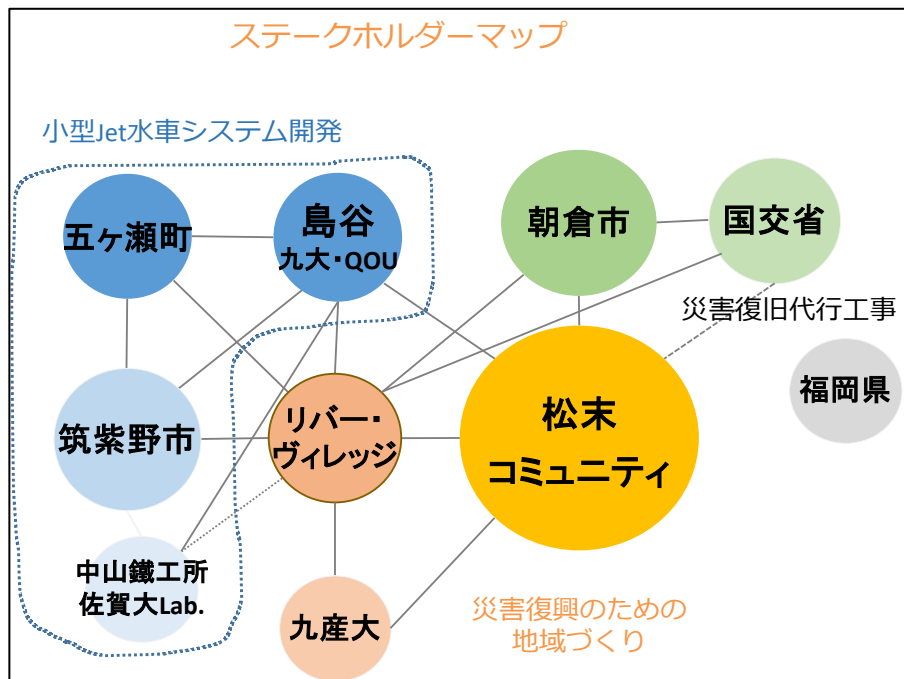 ステークホルダーマップ
小型Jet水車システム開発
五ヶ瀬町
島谷
九大・QOU
朝倉市
国交省
災害復旧代行工事
福岡県
筑紫野市
リバー・
ヴィレッジ
松末
コミュニティ
中山鐵工所
佐賀大Lab.
九産大
災害復興のための
地域づくり